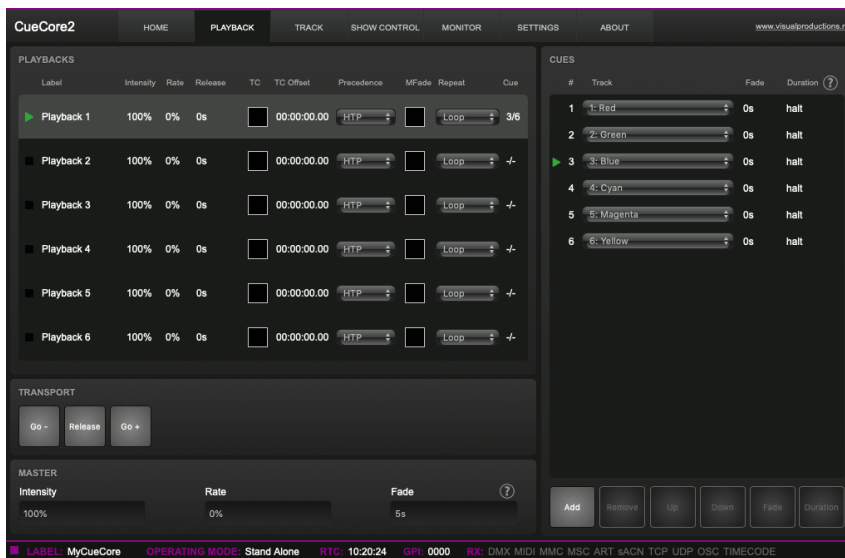 CueCore2 HOME PLAYBACK TRACK SHOW CONTROL MONITOR SETTINGS ABOUT www.visualproductions.n
PLAYBACKS
Label Intensity Rate Release TC TC Offset Precedence MFade Repeat Cue
Playback 1 100% 0% 0s 00:00:00.00 HTP Loop 3/6
Playback 2 100% 0% 0s 00:00:00.00 HTP Loop -/-
Playback 3 100% 0% 0s 00:00:00.00 HTP Loop -/-
Playback 4 100% 0% 0s 00:00:00.00 HTP Loop -/-
Playback 5 100% 0% 0s 00:00:00.00 HTP Loop -/-
Playback 6 100% 0% 0s 00:00:00.00 HTP Loop -/-
TRANSPORT
Go - Release Go +
MASTER
Intensity Rate Fade ?
100% 0% 5s
CUES
# Track Fade Duration ?
1 1: Red 0s halt
2 2: Green 0s halt
3 3: Blue 0s halt
4 4: Cyan 0s halt
5 5: Magenta 0s halt
6 6: Yellow 0s halt
Add Remove Up Down Fade Duration
LABEL: MyCueCore OPERATING MODE: Stand Alone RTC: 10:20:24 GPI: 0000 RX: DMX MIDI MMC MSC ART sACN TCP UDP OSC TIMECODE